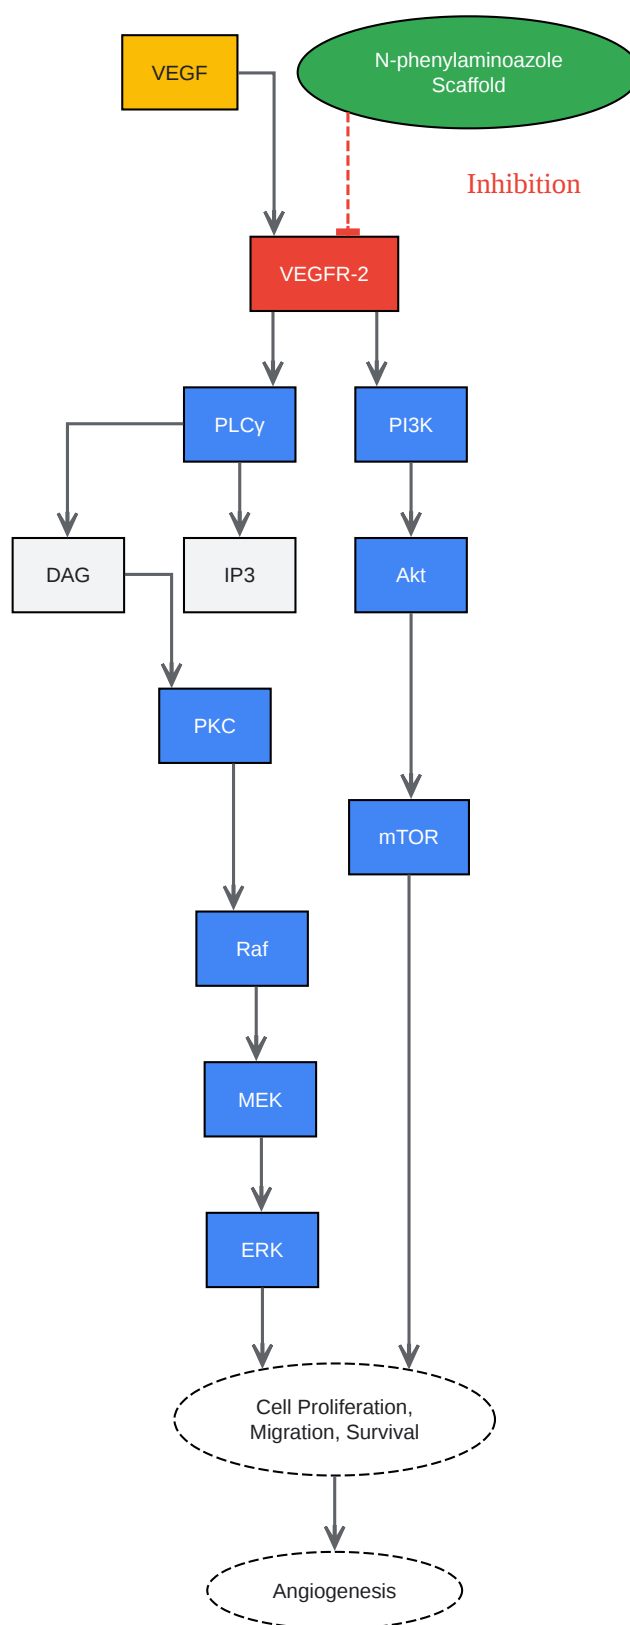 VEGF
N-phenylaminoazole
Scaffold
Inhibition
VEGFR-2
PLCγ
PI3K
DAG
IP3
Akt
PKC
mTOR
Raf
MEK
ERK
Cell Proliferation,
Migration, Survival
Angiogenesis